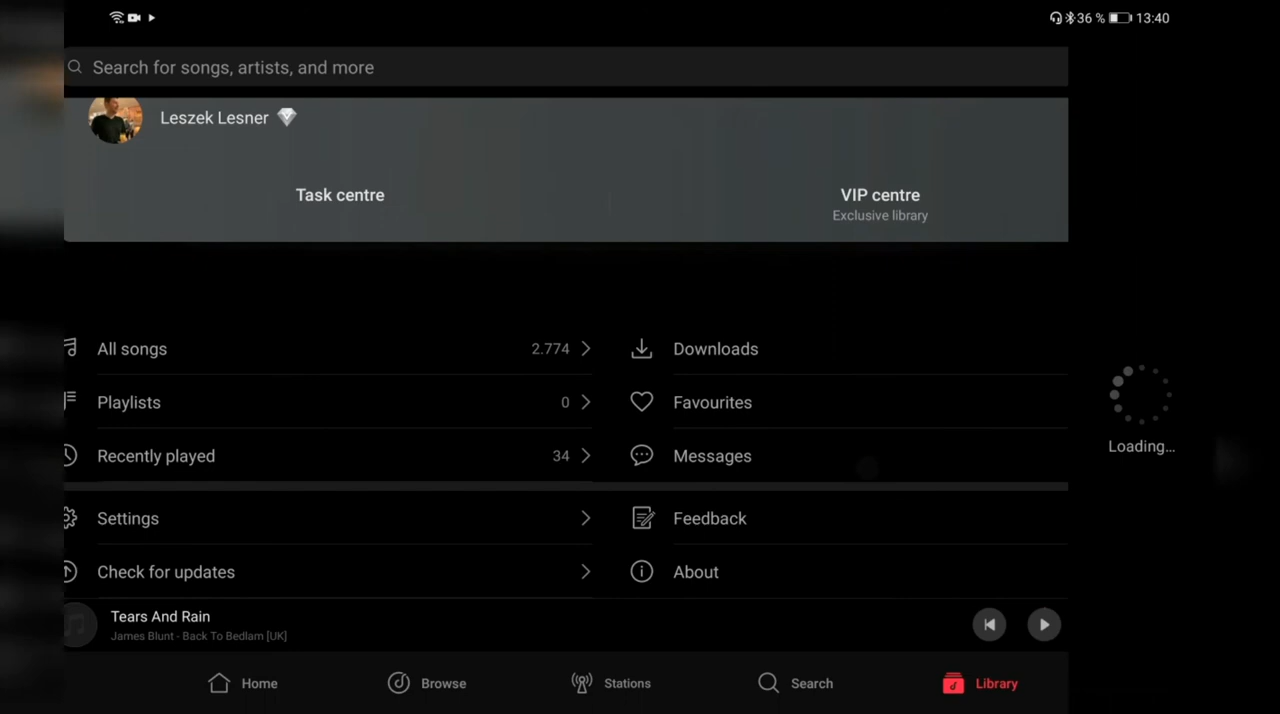 36 % 13:40
Search for songs, artists, and more
Leszek Lesner
Task centre
VIP centre
Exclusive library
All songs 2.774
Downloads
Playlists 0
Favourites
Recently played 34
Messages
Loading...
Settings
Feedback
Check for updates
About
Tears And Rain
James Blunt - Back To Bedlam [UK]
Home Browse Stations Search Library